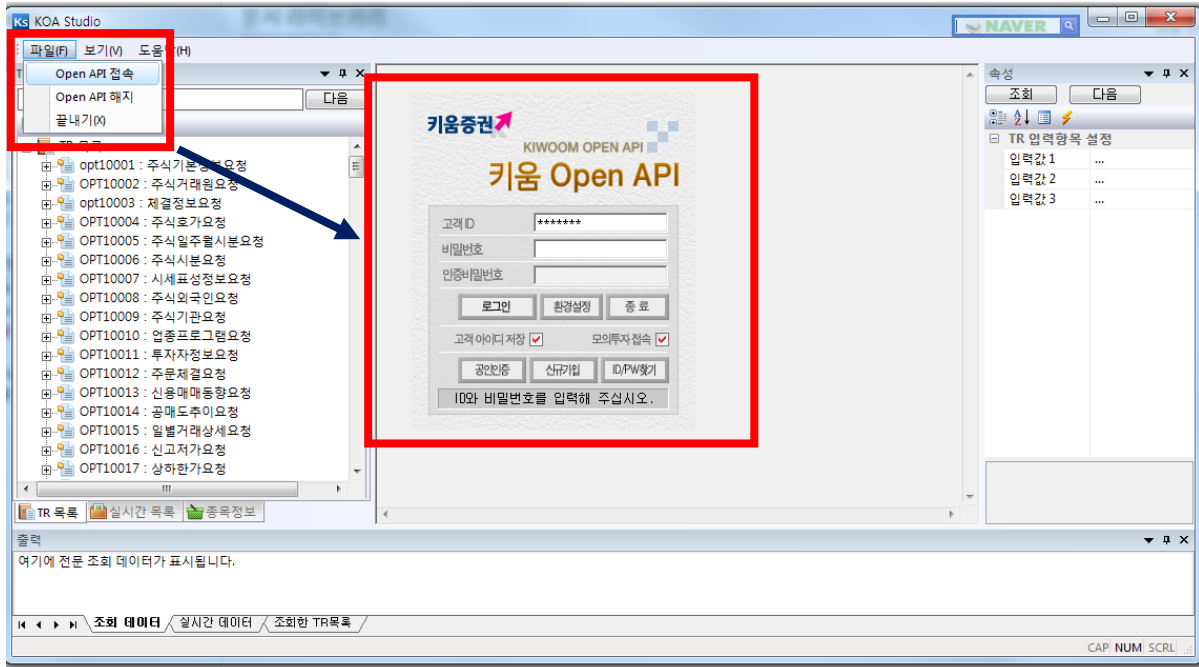 KOA Studio
NAVER
파일(F) 보기(V) 도움말(H)
Open API 접속
Open API 해지
끝내기(X)
다음
TR 목록
opt10001 : 주식기본정보요청
OPT10002 : 주식거래원요청
opt10003 : 체결정보요청
OPT10004 : 주식호가요청
OPT10005 : 주식일주월시분요청
OPT10006 : 주식시분요청
OPT10007 : 시세표성정보요청
OPT10008 : 주식외국인요청
OPT10009 : 주식기관요청
OPT10010 : 업종프로그램요청
OPT10011 : 투자자정보요청
OPT10012 : 주문체결요청
OPT10013 : 신용매매동향요청
OPT10014 : 공매도추이요청
OPT10015 : 일별거래상세요청
OPT10016 : 신고저가요청
OPT10017 : 상하한가요청
TR 목록 실시간 목록 종목정보
키움증권
KIWOOM OPEN API
키움 Open API
고객 ID *******
비밀번호
인증비밀번호
로그인 환경설정 종 료
고객 아이디 저장 모의투자 접속
공인인증 신규가입 ID/PW찾기
ID와 비밀번호를 입력해 주십시오.
속성
조회 다음
TR 입력항목 설정
입력값 1 ...
입력값 2 ...
입력값 3 ...
출력
여기에 전문 조회 데이터가 표시됩니다.
조회 데이터 실시간 데이터 조회한 TR목록
CAP NUM SCRL